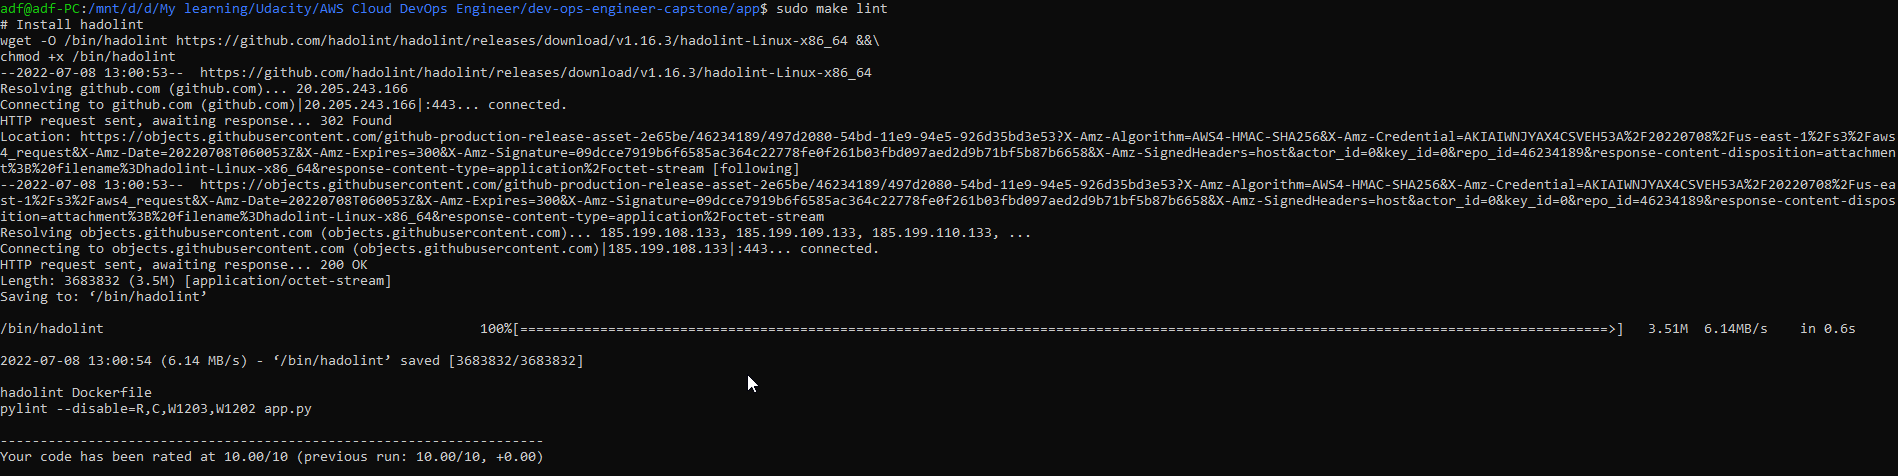 adf@adf-PC:/mnt/d/d/My learning/Udacity/AWS Cloud DevOps Engineer/dev-ops-engineer-capstone/app$ sudo make lint
# Install hadolint
wget -O /bin/hadolint https://github.com/hadolint/hadolint/releases/download/v1.16.3/hadolint-Linux-x86_64 &&\
chmod +x /bin/hadolint
--2022-07-08 13:00:53--  https://github.com/hadolint/hadolint/releases/download/v1.16.3/hadolint-Linux-x86_64
Resolving github.com (github.com)... 20.205.243.166
Connecting to github.com (github.com)|20.205.243.166|:443... connected.
HTTP request sent, awaiting response... 302 Found
Location: https://objects.githubusercontent.com/github-production-release-asset-2e65be/46234189/497d2080-54bd-11e9-94e5-926d35bd3e53?X-Amz-Algorithm=AWS4-HMAC-SHA256&X-Amz-Credential=AKIAIWNJYAX4CSVEH53A%2F20220708%2Fus-east-1%2Fs3%2Faws
4_request&X-Amz-Date=20220708T060053Z&X-Amz-Expires=300&X-Amz-Signature=09dcce7919b6f6585ac364c22778fe0f261b03fbd097aed2d9b71bf5b87b6658&X-Amz-SignedHeaders=host&actor_id=0&key_id=0&repo_id=46234189&response-content-disposition=attachmen
t%3B%20filename%3Dhadolint-Linux-x86_64&response-content-type=application%2Foctet-stream [following]
--2022-07-08 13:00:53--  https://objects.githubusercontent.com/github-production-release-asset-2e65be/46234189/497d2080-54bd-11e9-94e5-926d35bd3e53?X-Amz-Algorithm=AWS4-HMAC-SHA256&X-Amz-Credential=AKIAIWNJYAX4CSVEH53A%2F20220708%2Fus-ea
st-1%2Fs3%2Faws4_request&X-Amz-Date=20220708T060053Z&X-Amz-Expires=300&X-Amz-Signature=09dcce7919b6f6585ac364c22778fe0f261b03fbd097aed2d9b71bf5b87b6658&X-Amz-SignedHeaders=host&actor_id=0&key_id=0&repo_id=46234189&response-content-dispos
ition=attachment%3B%20filename%3Dhadolint-Linux-x86_64&response-content-type=application%2Foctet-stream
Resolving objects.githubusercontent.com (objects.githubusercontent.com)... 185.199.108.133, 185.199.109.133, 185.199.110.133, ...
Connecting to objects.githubusercontent.com (objects.githubusercontent.com)|185.199.108.133|:443... connected.
HTTP request sent, awaiting response... 200 OK
Length: 3683832 (3.5M) [application/octet-stream]
Saving to: ‘/bin/hadolint’
/bin/hadolint 100%[========================================================================================================================================>] 3.51M 6.14MB/s in 0.6s
2022-07-08 13:00:54 (6.14 MB/s) - ‘/bin/hadolint’ saved [3683832/3683832]
hadolint Dockerfile
pylint --disable=R,C,W1203,W1202 app.py
--------------------------------------------------------------------
Your code has been rated at 10.00/10 (previous run: 10.00/10, +0.00)